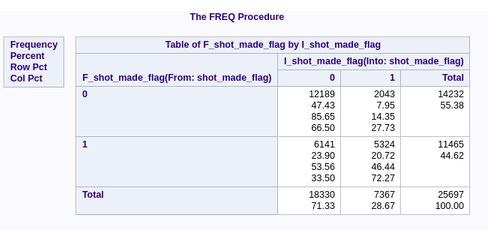 The FREQ Procedure
Frequency
Percent
Row Pct
Col Pct
Table of F_shot_made_flag by I_shot_made_flag
I_shot_made_flag(Into: shot_made_flag)
F_shot_made_flag(From: shot_made_flag) 0 1 Total
0 12189 2043 14232
47.43 7.95 55.38
85.65 14.35
66.50 27.73
1 6141 5324 11465
23.90 20.72 44.62
53.56 46.44
33.50 72.27
Total 18330 7367 25697
71.33 28.67 100.00